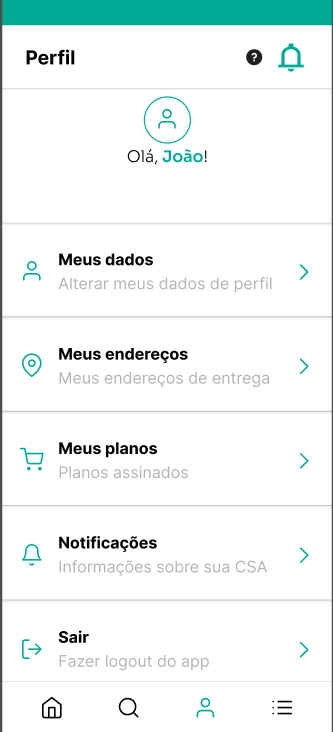 Perfil
?
Olá, João!
Meus dados
Alterar meus dados de perfil
Meus endereços
Meus endereços de entrega
Meus planos
Planos assinados
Notificações
Informações sobre sua CSA
Sair
Fazer logout do app